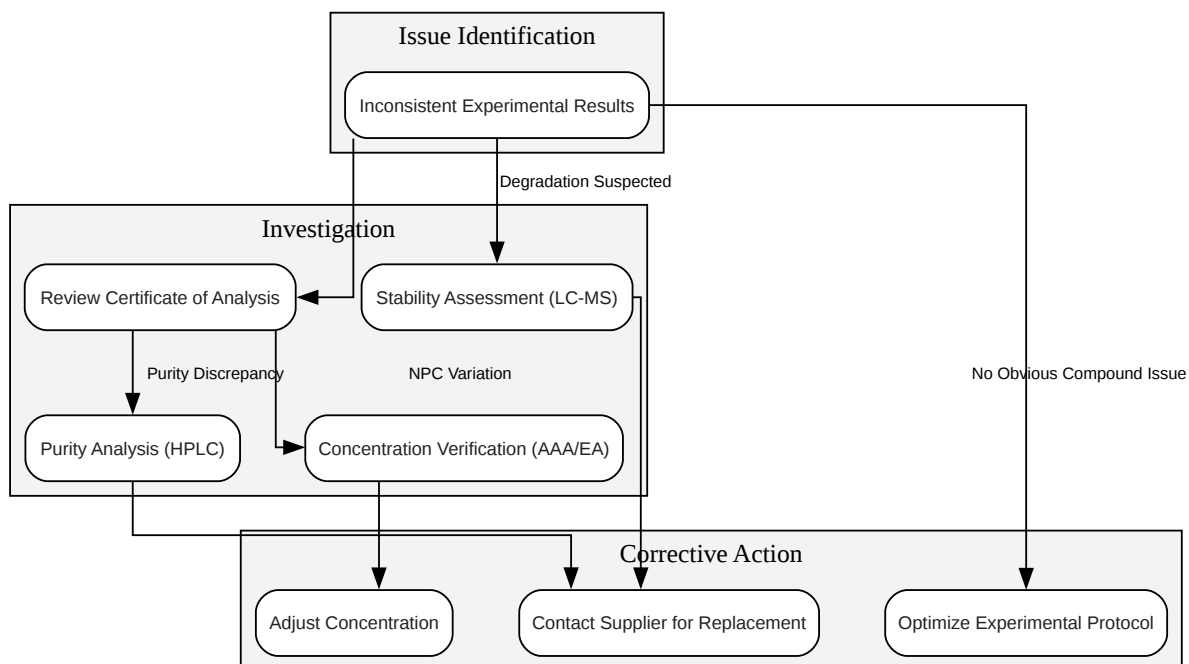 Issue Identification
Inconsistent Experimental Results
Degradation Suspected
Investigation
Review Certificate of Analysis
Stability Assessment (LC-MS)
Purity Discrepancy
NPC Variation
No Obvious Compound Issue
Purity Analysis (HPLC)
Concentration Verification (AAA/EA)
Corrective Action
Adjust Concentration
Contact Supplier for Replacement
Optimize Experimental Protocol